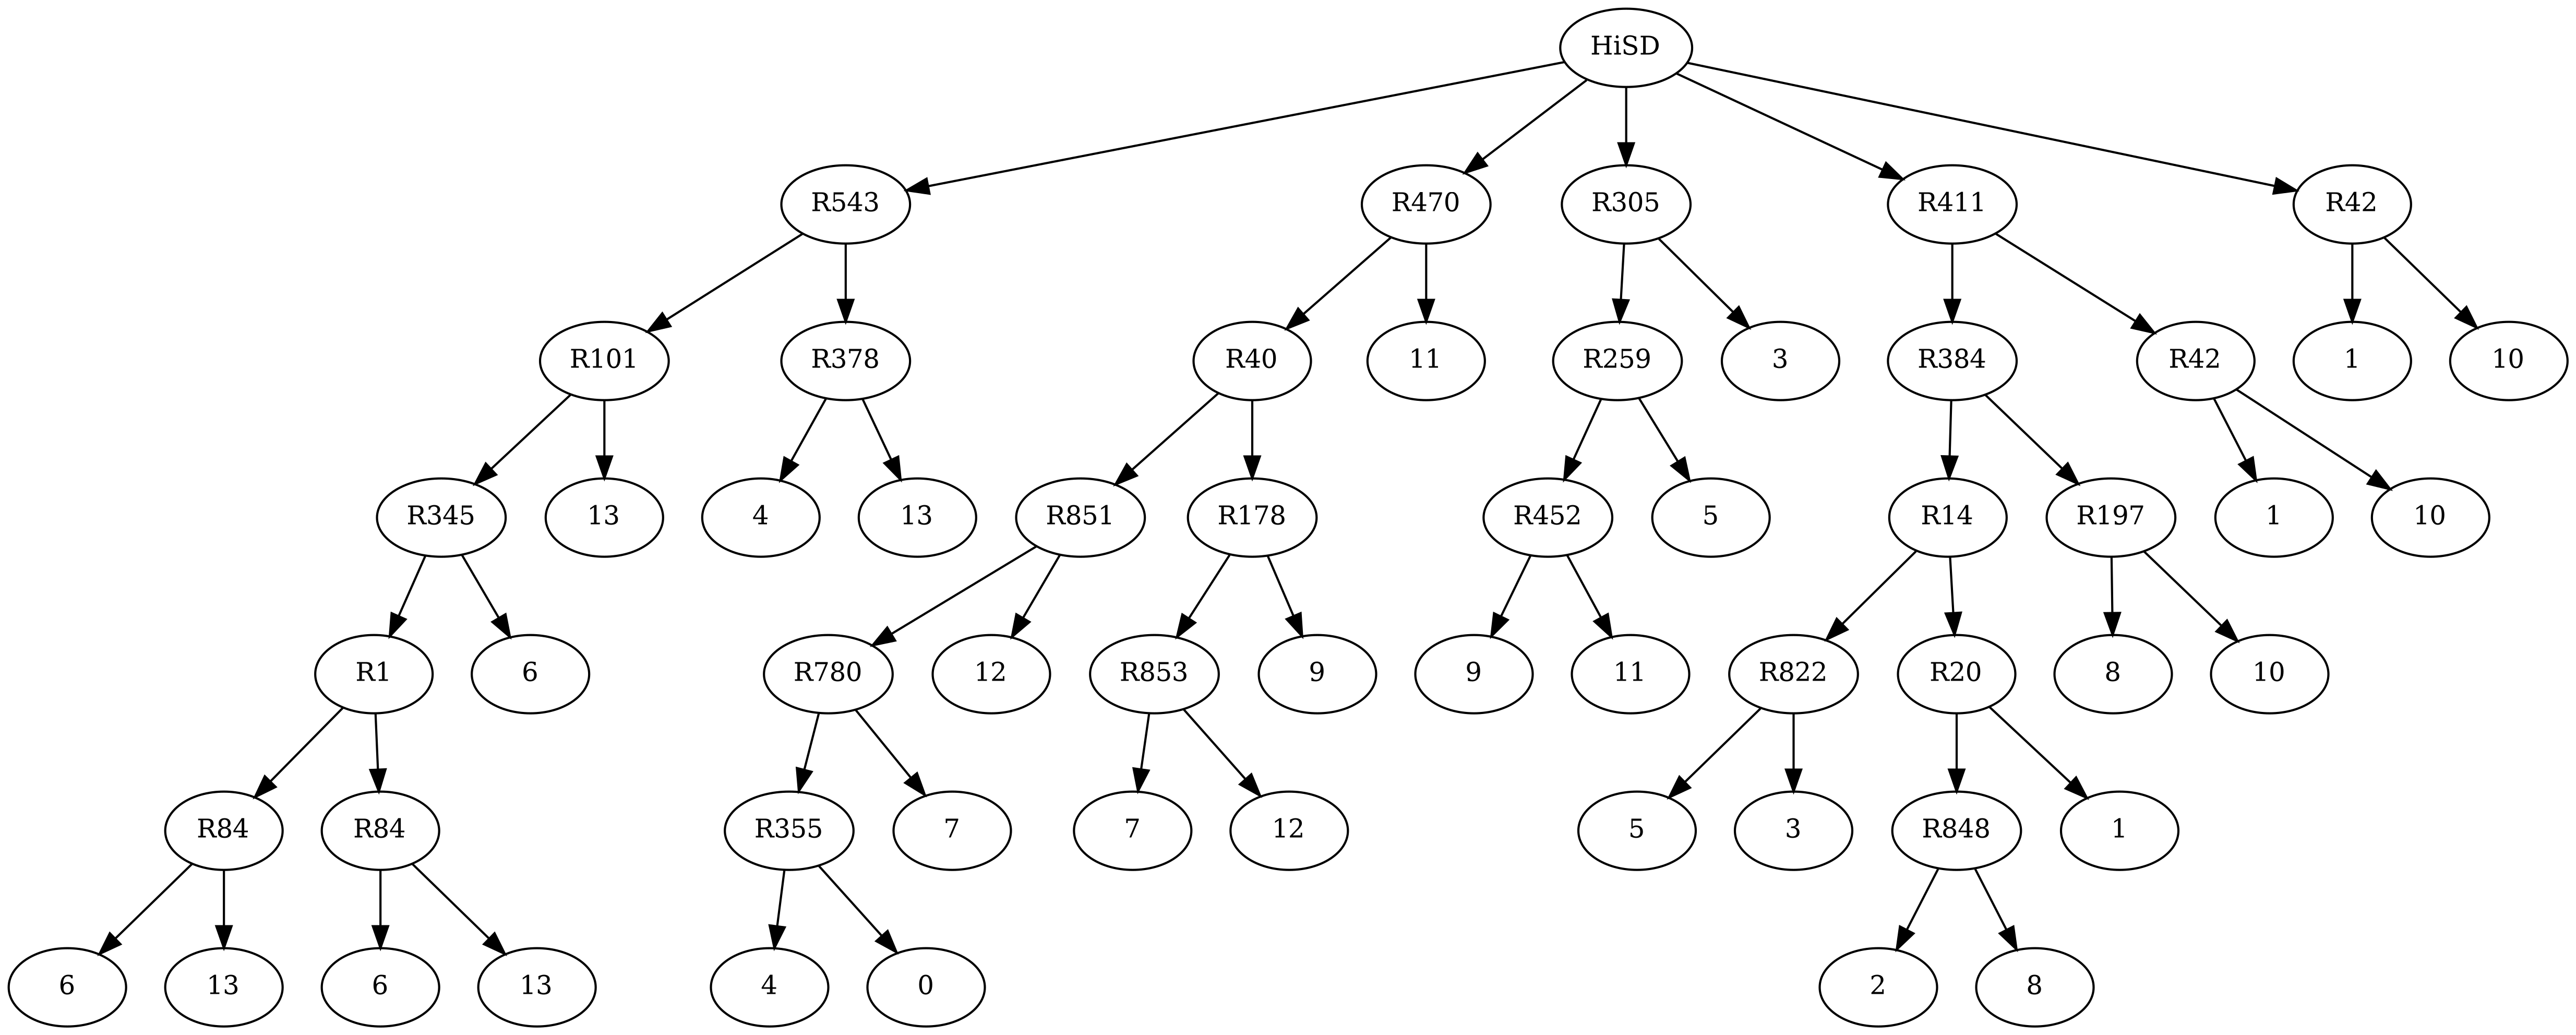 HiSD
R543 R470 R305 R411 R42
R101 R378 R40 11 R259 3 R384 R42 1 10
R345 13 4 13 R851 R178 R452 5 R14 R197 1 10
R1 6 R780 12 R853 9 9 11 R822 R20 8 10
R84 R84 R355 7 7 12 5 3 R848 1
6 13 6 13 4 0 2 8